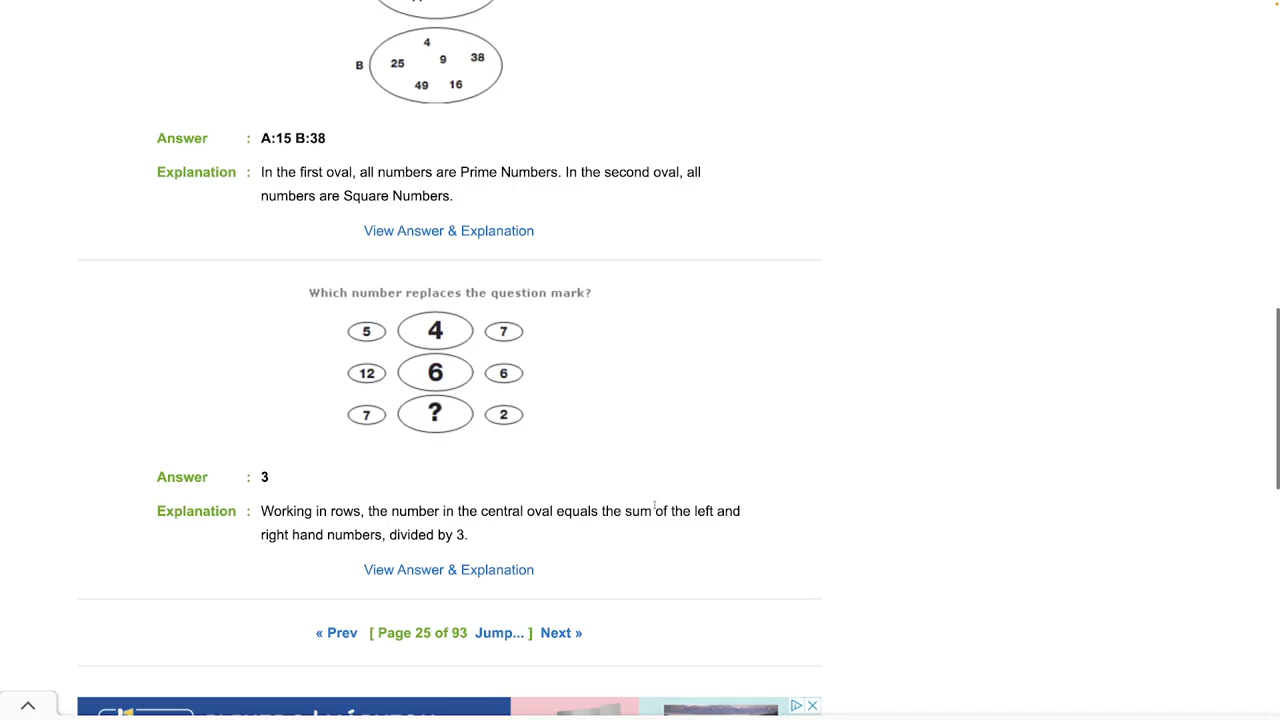 4
B 25 9 38
49 16
Answer : A:15 B:38
Explanation : In the first oval, all numbers are Prime Numbers. In the second oval, all
numbers are Square Numbers.
View Answer & Explanation
Which number replaces the question mark?
5 4 7
12 6 6
7 ? 2
Answer : 3
Explanation : Working in rows, the number in the central oval equals the sum of the left and
right hand numbers, divided by 3.
View Answer & Explanation
« Prev [ Page 25 of 93 Jump... ] Next »